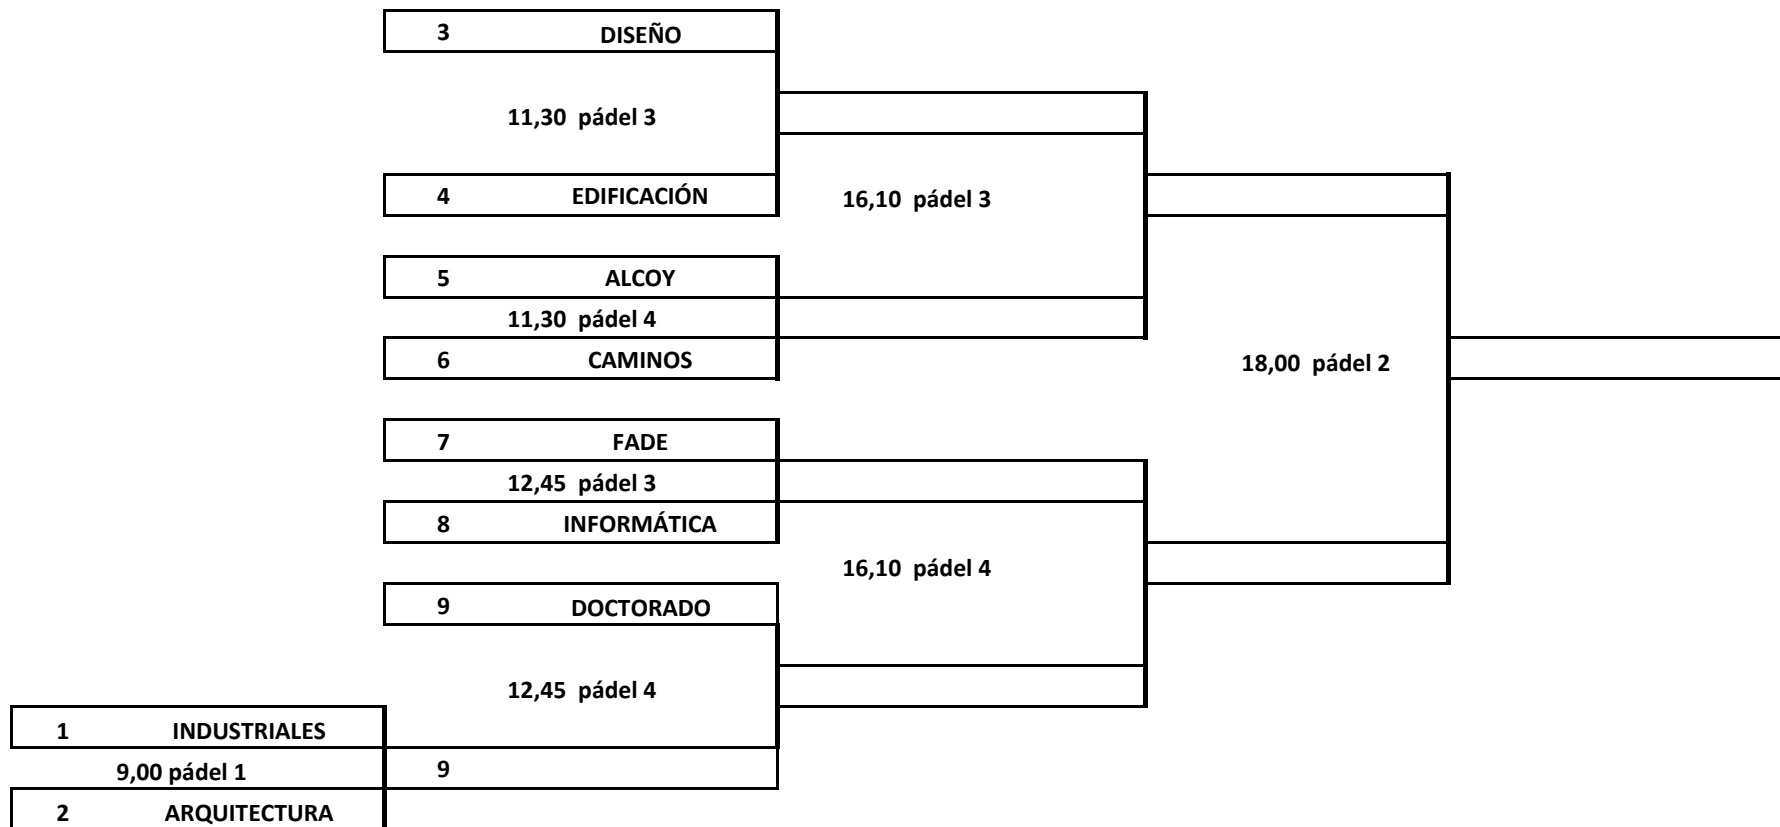 3 DISEÑO
11,30 pádel 3
4 EDIFICACIÓN
16,10 pádel 3
5 ALCOY
11,30 pádel 4
6 CAMINOS
18,00 pádel 2
7 FADE
12,45 pádel 3
8 INFORMÁTICA
16,10 pádel 4
9 DOCTORADO
12,45 pádel 4
1 INDUSTRIALES
9,00 pádel 1
9
2 ARQUITECTURA